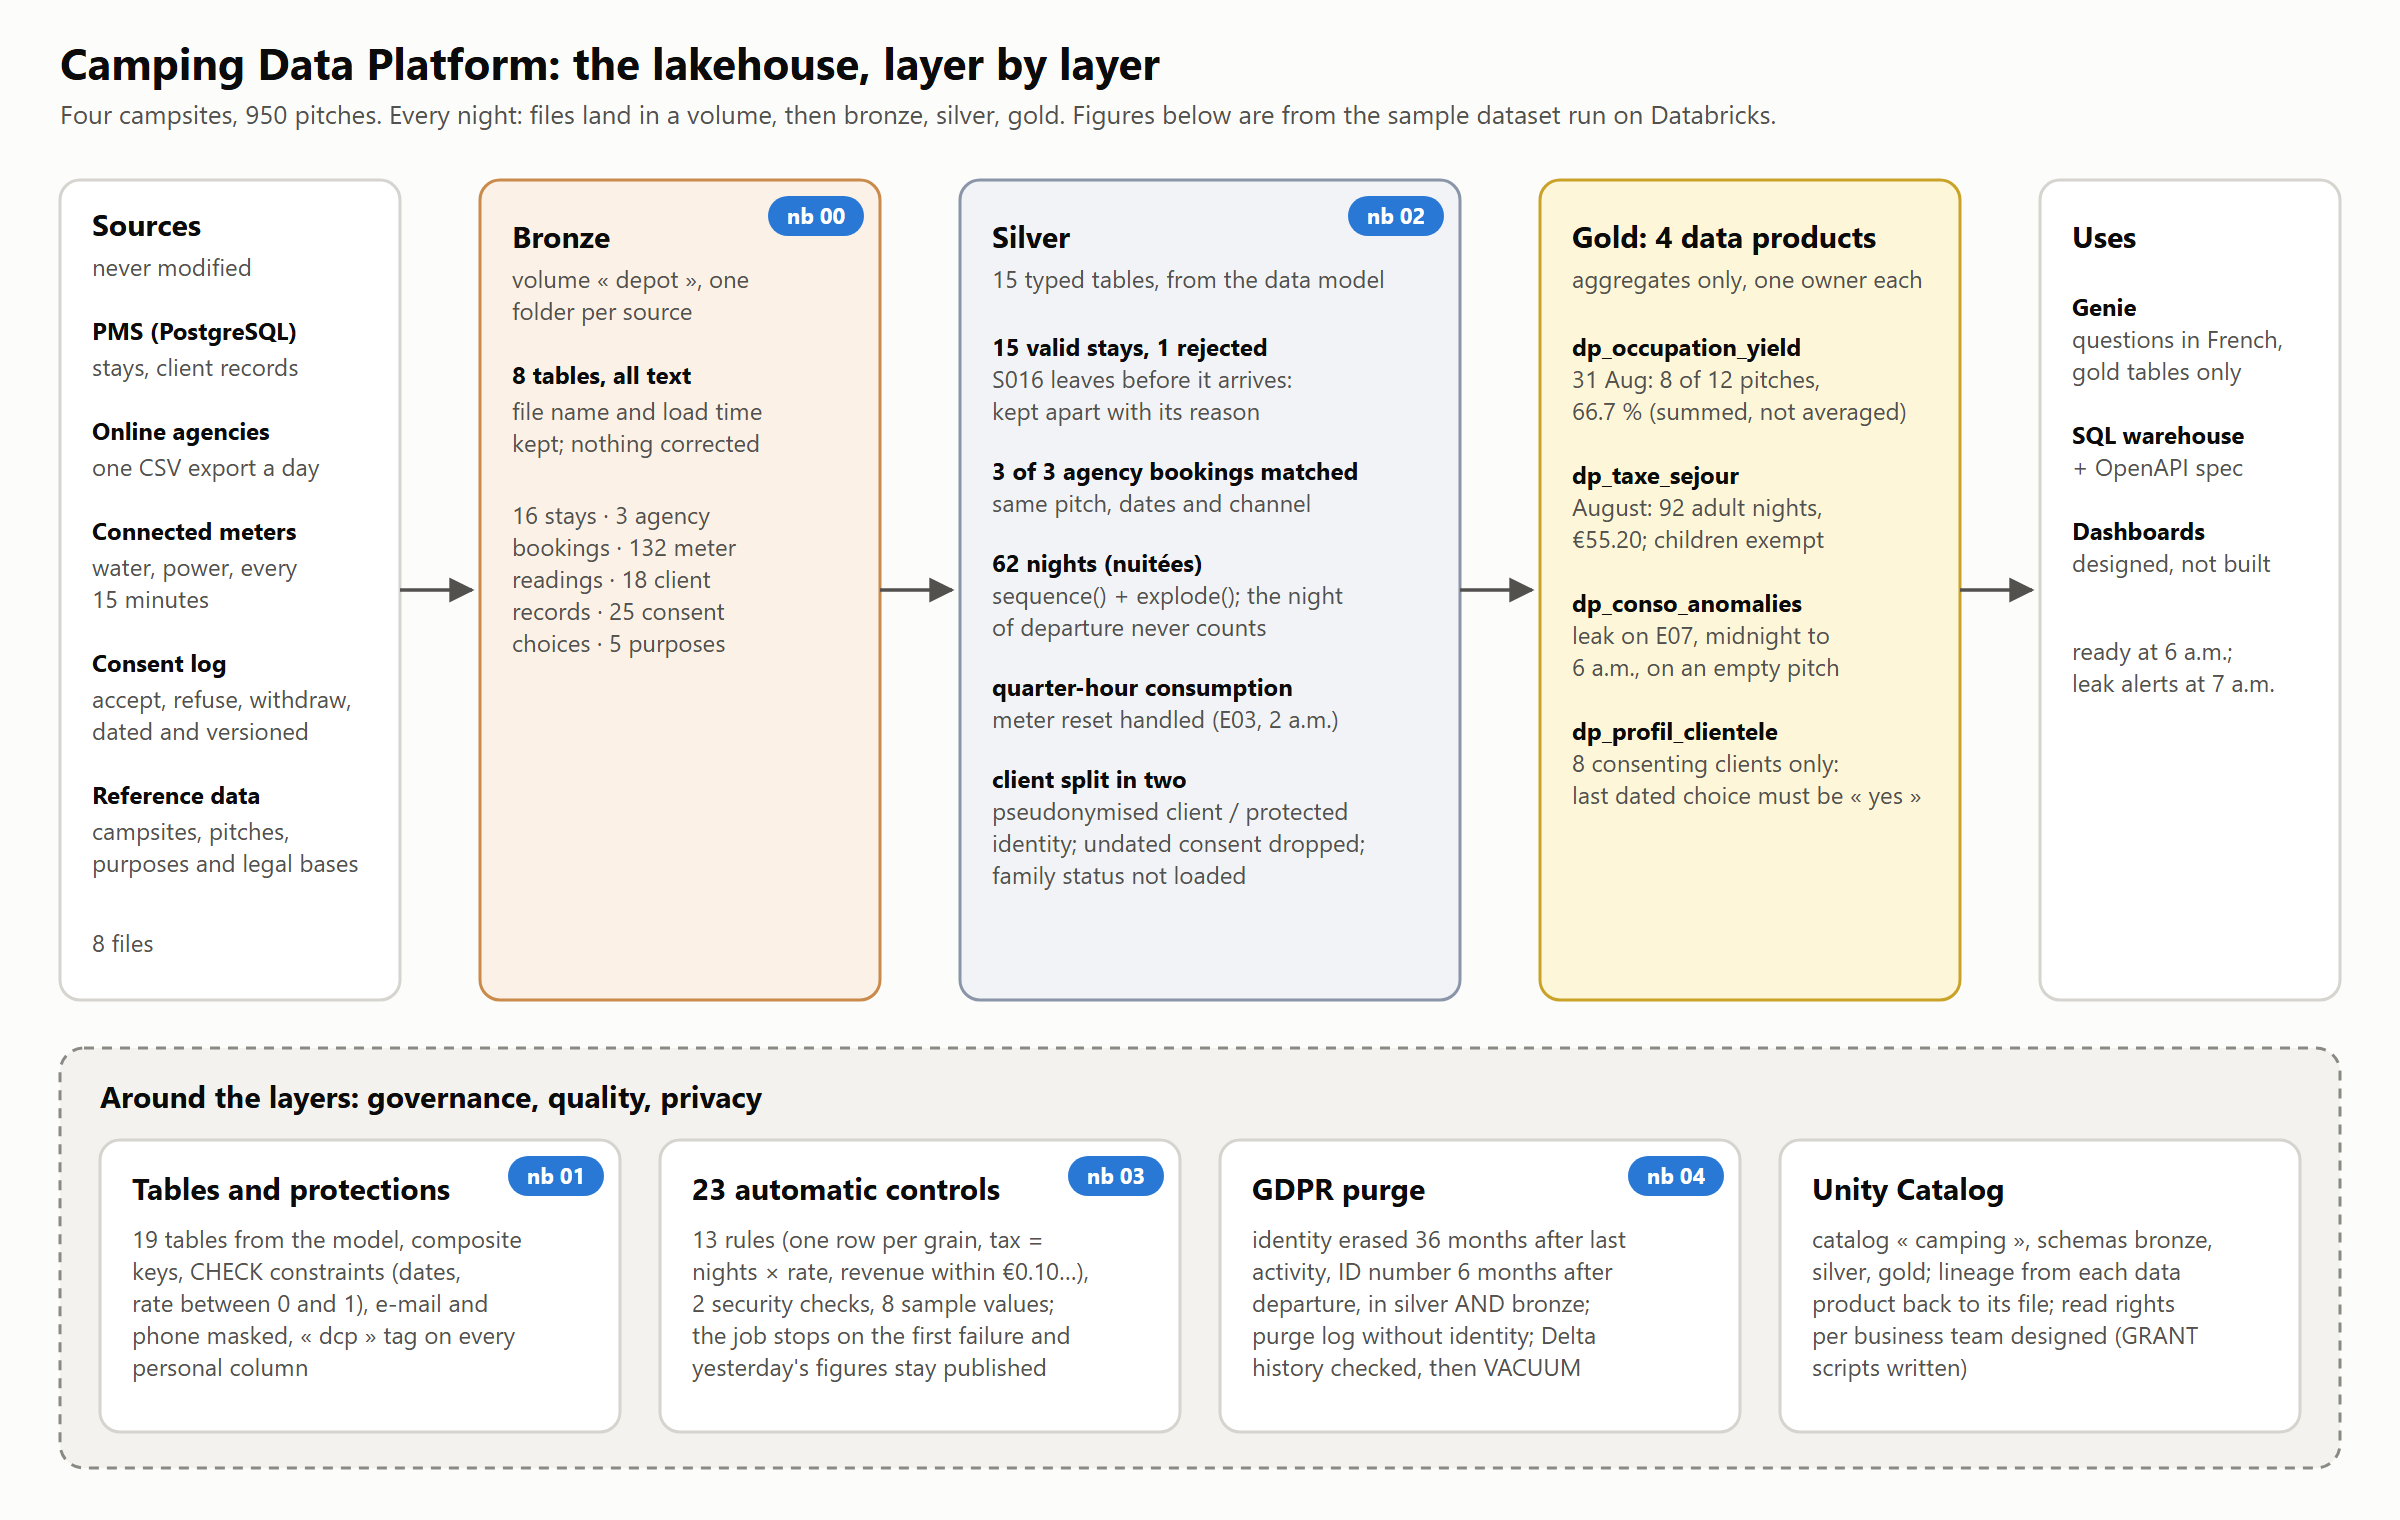 Camping Data Platform: the lakehouse, layer by layer
Four campsites, 950 pitches. Every night: files land in a volume, then bronze, silver, gold. Figures below are from the sample dataset run on Databricks.
Sources
never modified
PMS (PostgreSQL)
stays, client records
Online agencies
one CSV export a day
Connected meters
water, power, every
15 minutes
Consent log
accept, refuse, withdraw,
dated and versioned
Reference data
campsites, pitches,
purposes and legal bases
8 files
nb 00
Bronze
volume « depot », one
folder per source
8 tables, all text
file name and load time
kept; nothing corrected
16 stays · 3 agency
bookings · 132 meter
readings · 18 client
records · 25 consent
choices · 5 purposes
nb 02
Silver
15 typed tables, from the data model
15 valid stays, 1 rejected
S016 leaves before it arrives:
kept apart with its reason
3 of 3 agency bookings matched
same pitch, dates and channel
62 nights (nuitées)
sequence() + explode(); the night
of departure never counts
quarter-hour consumption
meter reset handled (E03, 2 a.m.)
client split in two
pseudonymised client / protected
identity; undated consent dropped;
family status not loaded
Gold: 4 data products
aggregates only, one owner each
dp_occupation_yield
31 Aug: 8 of 12 pitches,
66.7 % (summed, not averaged)
dp_taxe_sejour
August: 92 adult nights,
€55.20; children exempt
dp_conso_anomalies
leak on E07, midnight to
6 a.m., on an empty pitch
dp_profil_clientele
8 consenting clients only:
last dated choice must be « yes »
Uses
Genie
questions in French,
gold tables only
SQL warehouse
+ OpenAPI spec
Dashboards
designed, not built
ready at 6 a.m.;
leak alerts at 7 a.m.
Around the layers: governance, quality, privacy
nb 01
Tables and protections
19 tables from the model, composite
keys, CHECK constraints (dates,
rate between 0 and 1), e-mail and
phone masked, « dcp » tag on every
personal column
nb 03
23 automatic controls
13 rules (one row per grain, tax =
nights × rate, revenue within €0.10…),
2 security checks, 8 sample values;
the job stops on the first failure and
yesterday's figures stay published
nb 04
GDPR purge
identity erased 36 months after last
activity, ID number 6 months after
departure, in silver AND bronze;
purge log without identity; Delta
history checked, then VACUUM
Unity Catalog
catalog « camping », schemas bronze,
silver, gold; lineage from each data
product back to its file; read rights
per business team designed (GRANT
scripts written)